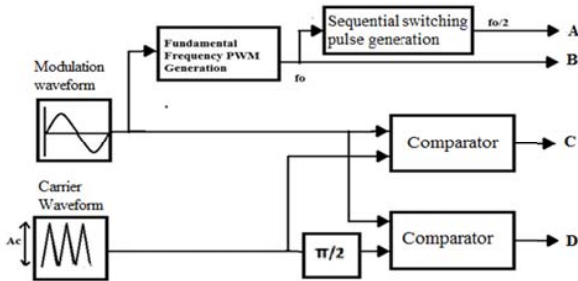 Sequential switching
pulse generation
fo/2
A
Fundamental
Frequency PWM
Generation
fo
B
Modulation
waveform
Comparator
C
Carrier
Waveform
Ac
π/2
Comparator
D